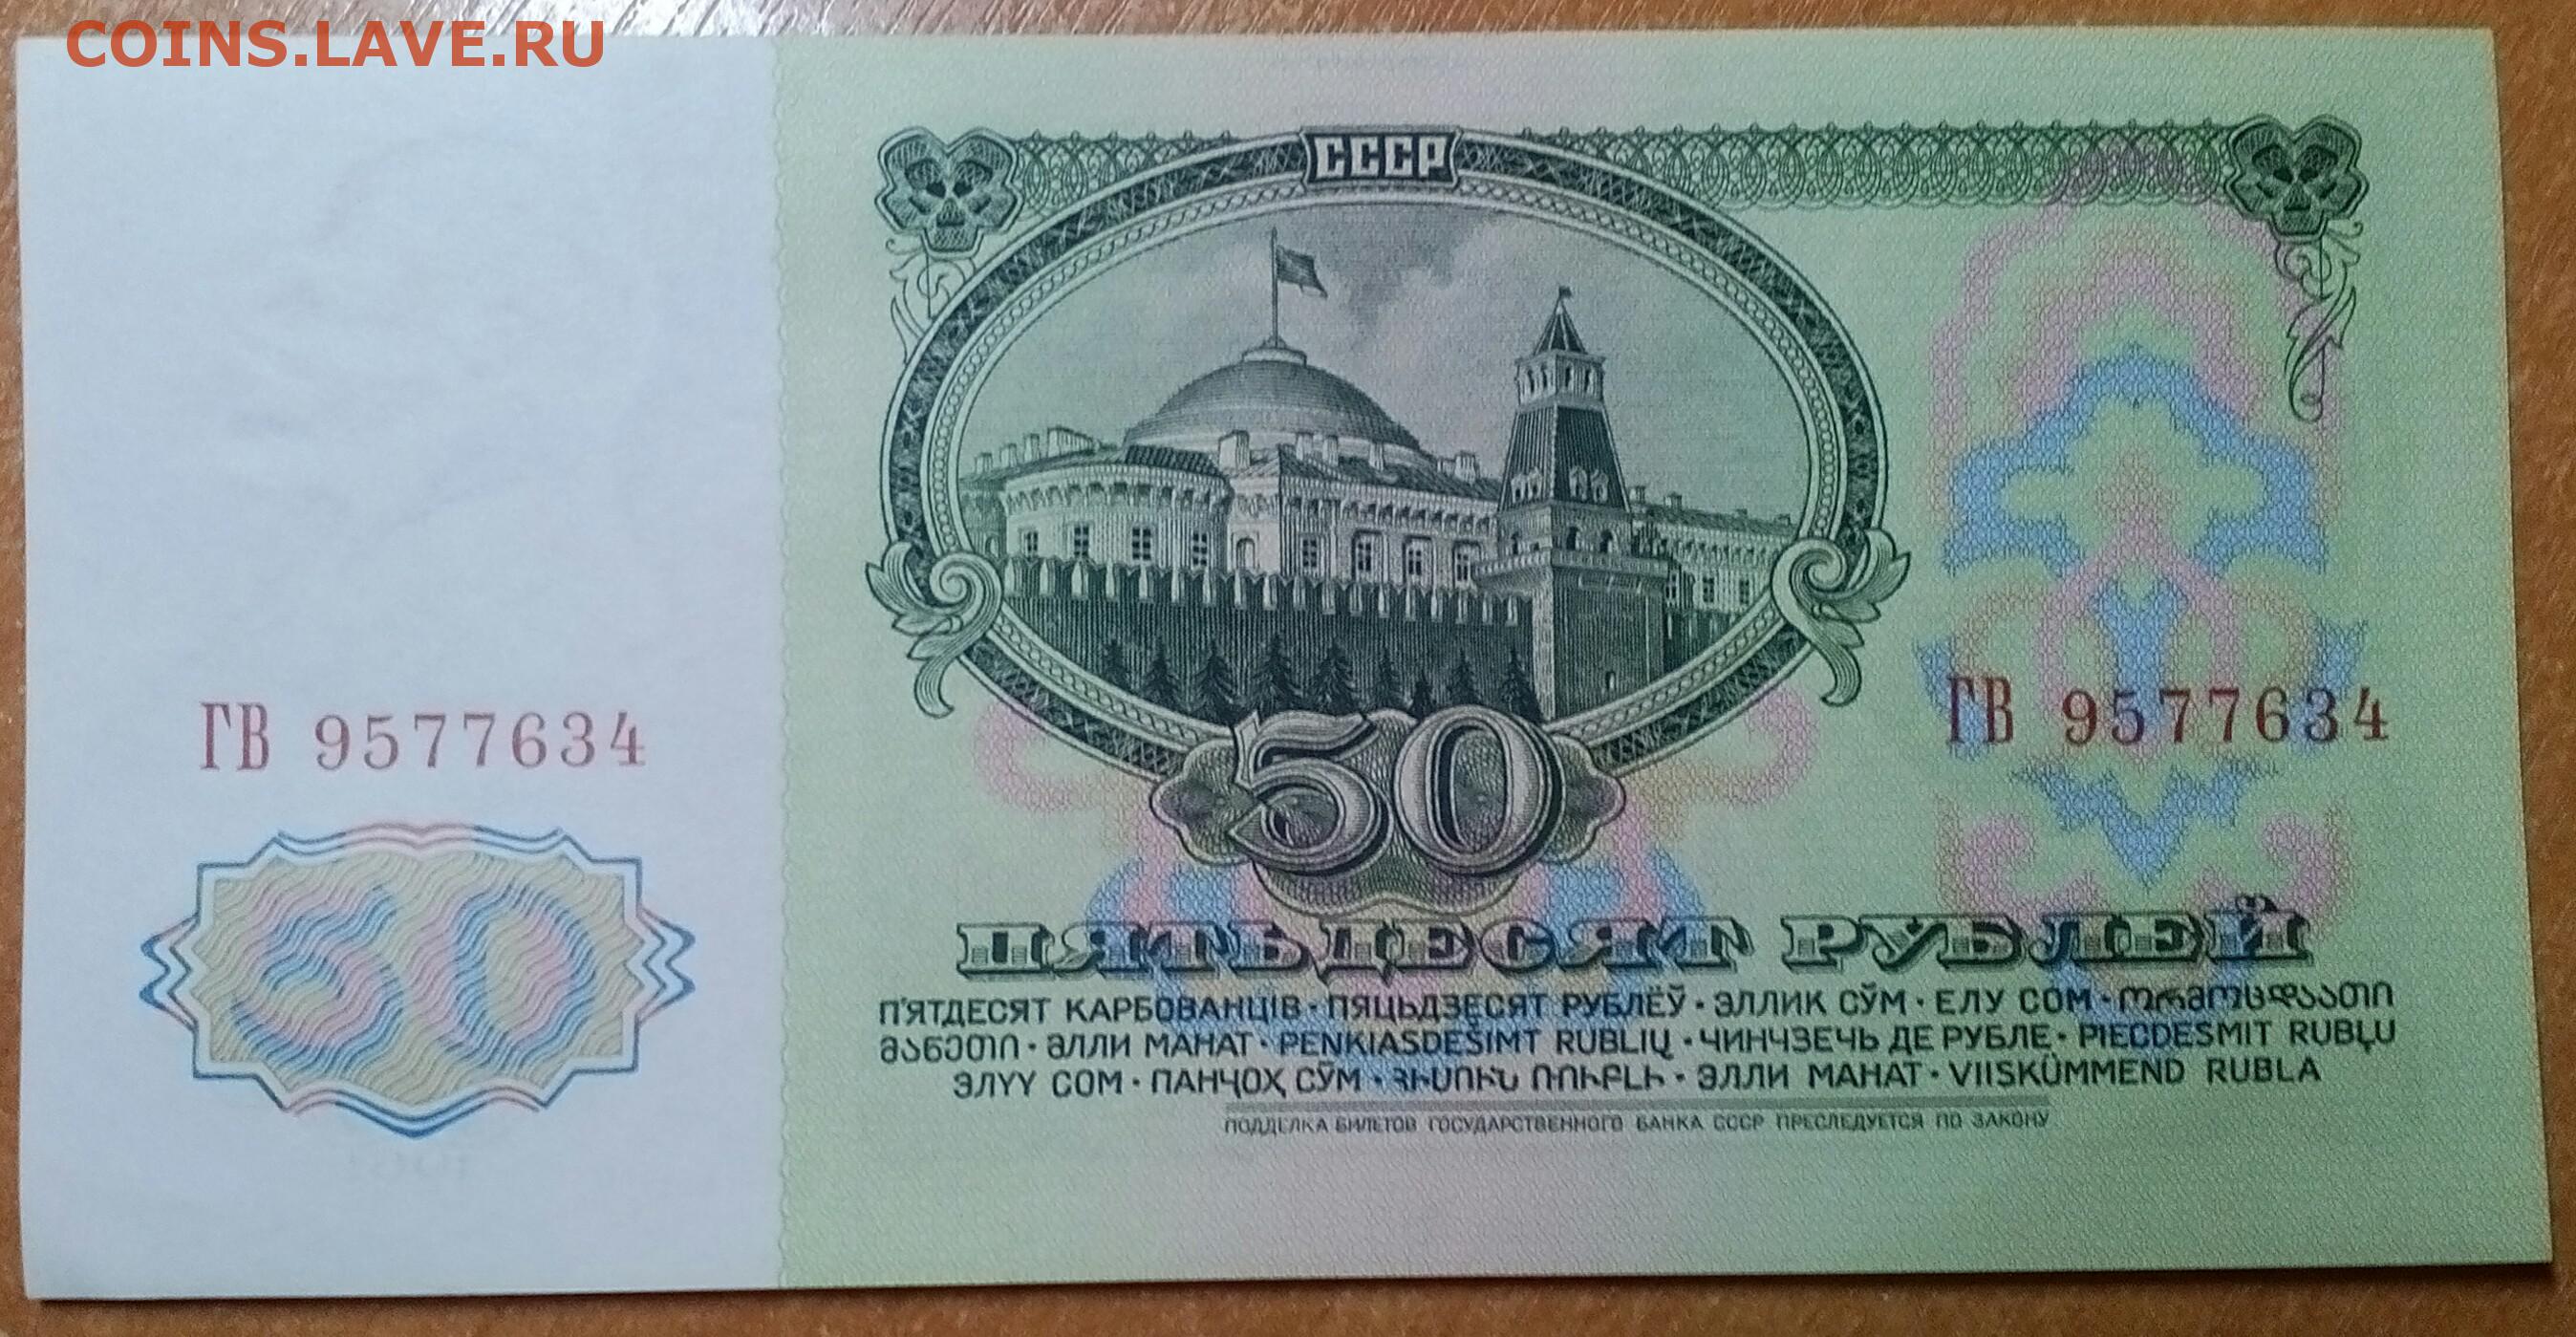 COINS.LAVE.RU
СССР
ГВ 9577634
ГВ 9577634
50
50
ПЯТЬДЕСЯТ РУБЛЕЙ
П'ЯТДЕСЯТ КАРБОВАНЦІВ · ПЯЦЬДЗЕСЯТ РУБЛЁЎ · ЭЛЛИК СЎМ · ЕЛУ СОМ · ორმოცდაათი
მანეთი · ӘЛЛИ МАНАТ · PENKIASDEŠIMT RUBLIŲ · ЧИНЧЗЕЧЬ ДЕ РУБЛЕ · PIECDESMIT RUBĻU
ЭЛҮҮ СОМ · ПАНҶОҲ СЎМ · ՀԻՍՈՒՆ ՌՈՒԲԼԻ · ЭЛЛИ МАНАТ · VIISKÜMMEND RUBLA
ПОДДЕЛКА БИЛЕТОВ ГОСУДАРСТВЕННОГО БАНКА СССР ПРЕСЛЕДУЕТСЯ ПО ЗАКОНУ